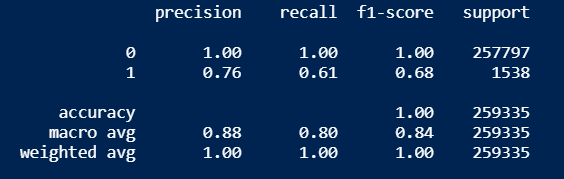 precision recall f1-score support
0 1.00 1.00 1.00 257797
1 0.76 0.61 0.68 1538
accuracy 1.00 259335
macro avg 0.88 0.80 0.84 259335
weighted avg 1.00 1.00 1.00 259335